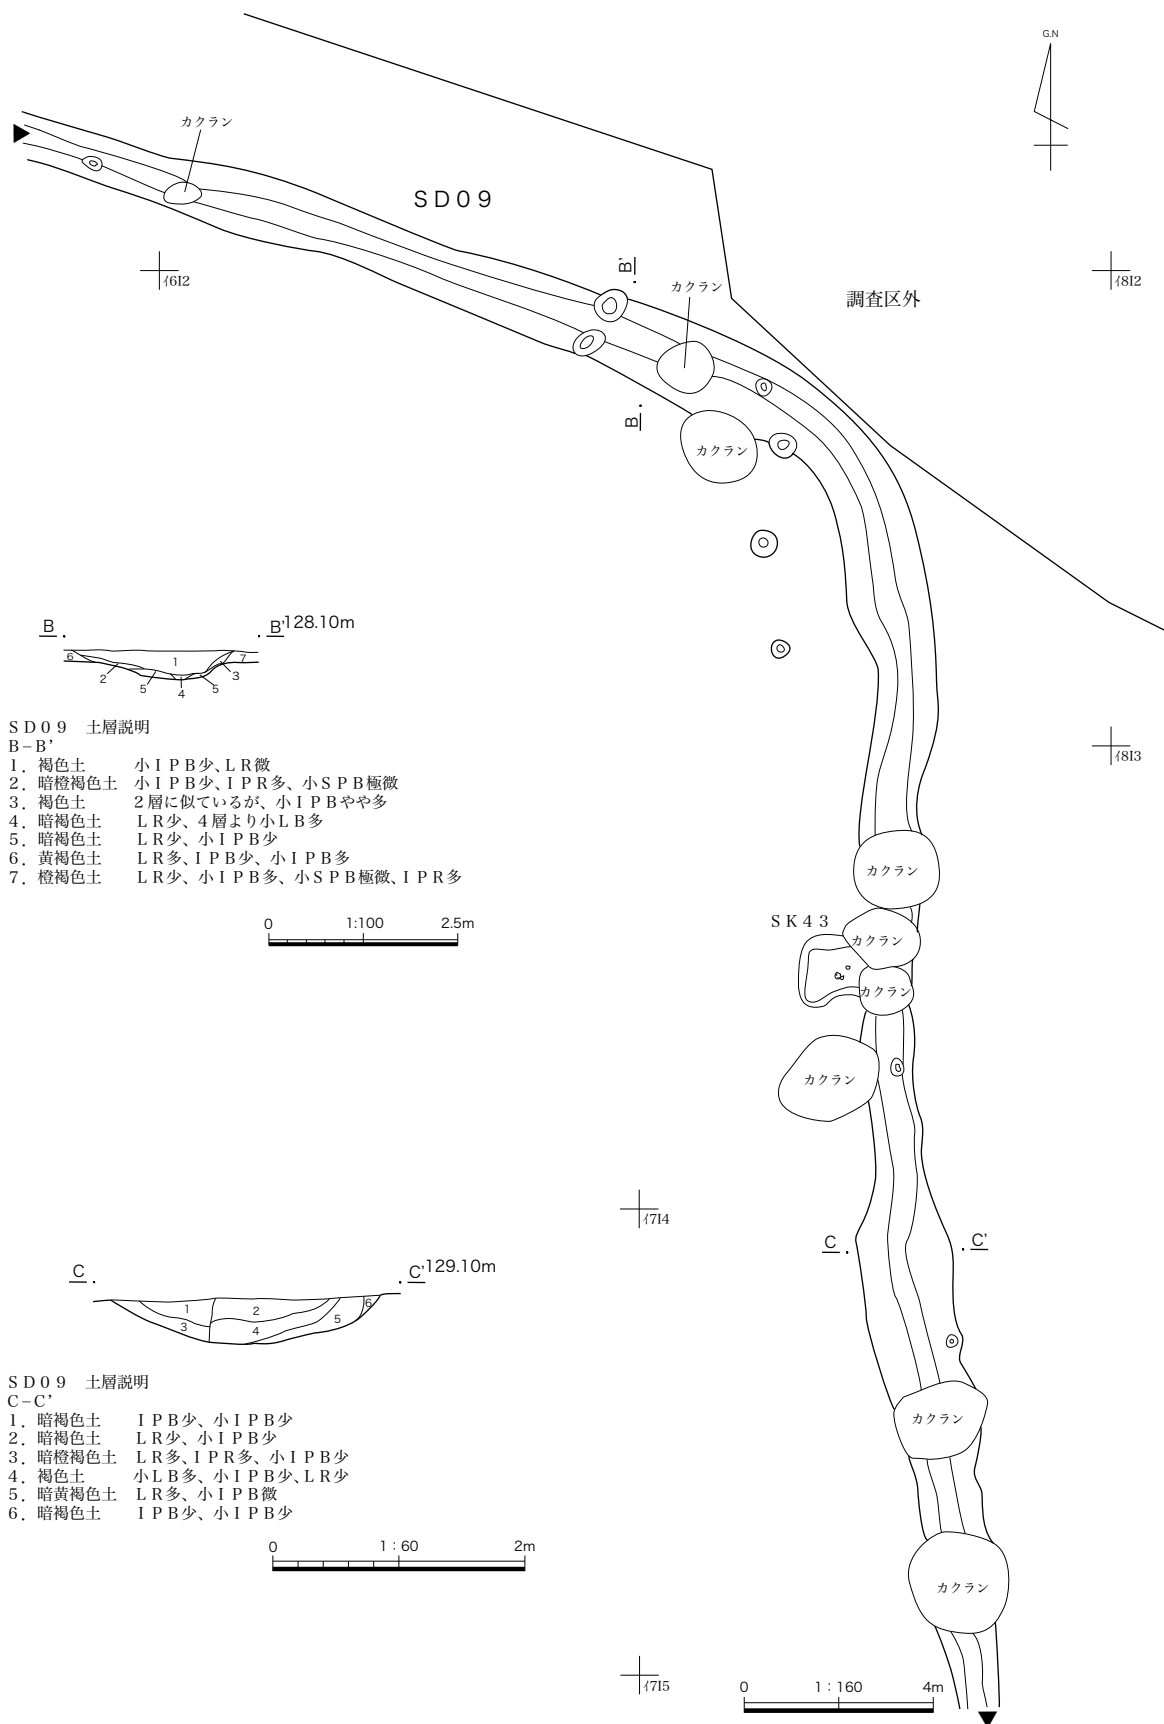 G.N
カクラン
SD09
ｲ6I2
B'
カクラン
調査区外
ｲ8I2
B
カクラン
B
B' 128.10m
6
1
7
2
3
5
5
4
SD09　土層説明
B-B'
1．褐色土　小IPB少、LR微
2．暗橙褐色土　小IPB少、IPR多、小SPB極微
3．褐色土　2層に似ているが、小IPBやや多
4．暗褐色土　LR少、4層より小LB多
5．暗褐色土　LR少、小IPB少
6．黄褐色土　LR多、IPB少、小IPB多
7．橙褐色土　LR少、小IPB多、小SPB極微、IPR多
0　1:100　2.5m
ｲ8I3
カクラン
SK43
カクラン
カクラン
カクラン
ｲ7I4
C
C'
C
C' 129.10m
1
2
6
3
4
5
SD09　土層説明
C-C'
1．暗褐色土　IPB少、小IPB少
2．暗褐色土　LR少、小IPB少
3．暗橙褐色土　LR多、IPR多、小IPB少
4．褐色土　小LB多、小IPB少、LR少
5．暗黄褐色土　LR多、小IPB微
6．暗褐色土　IPB少、小IPB少
0　1：60　2m
カクラン
カクラン
ｲ7I5
0　1：160　4m